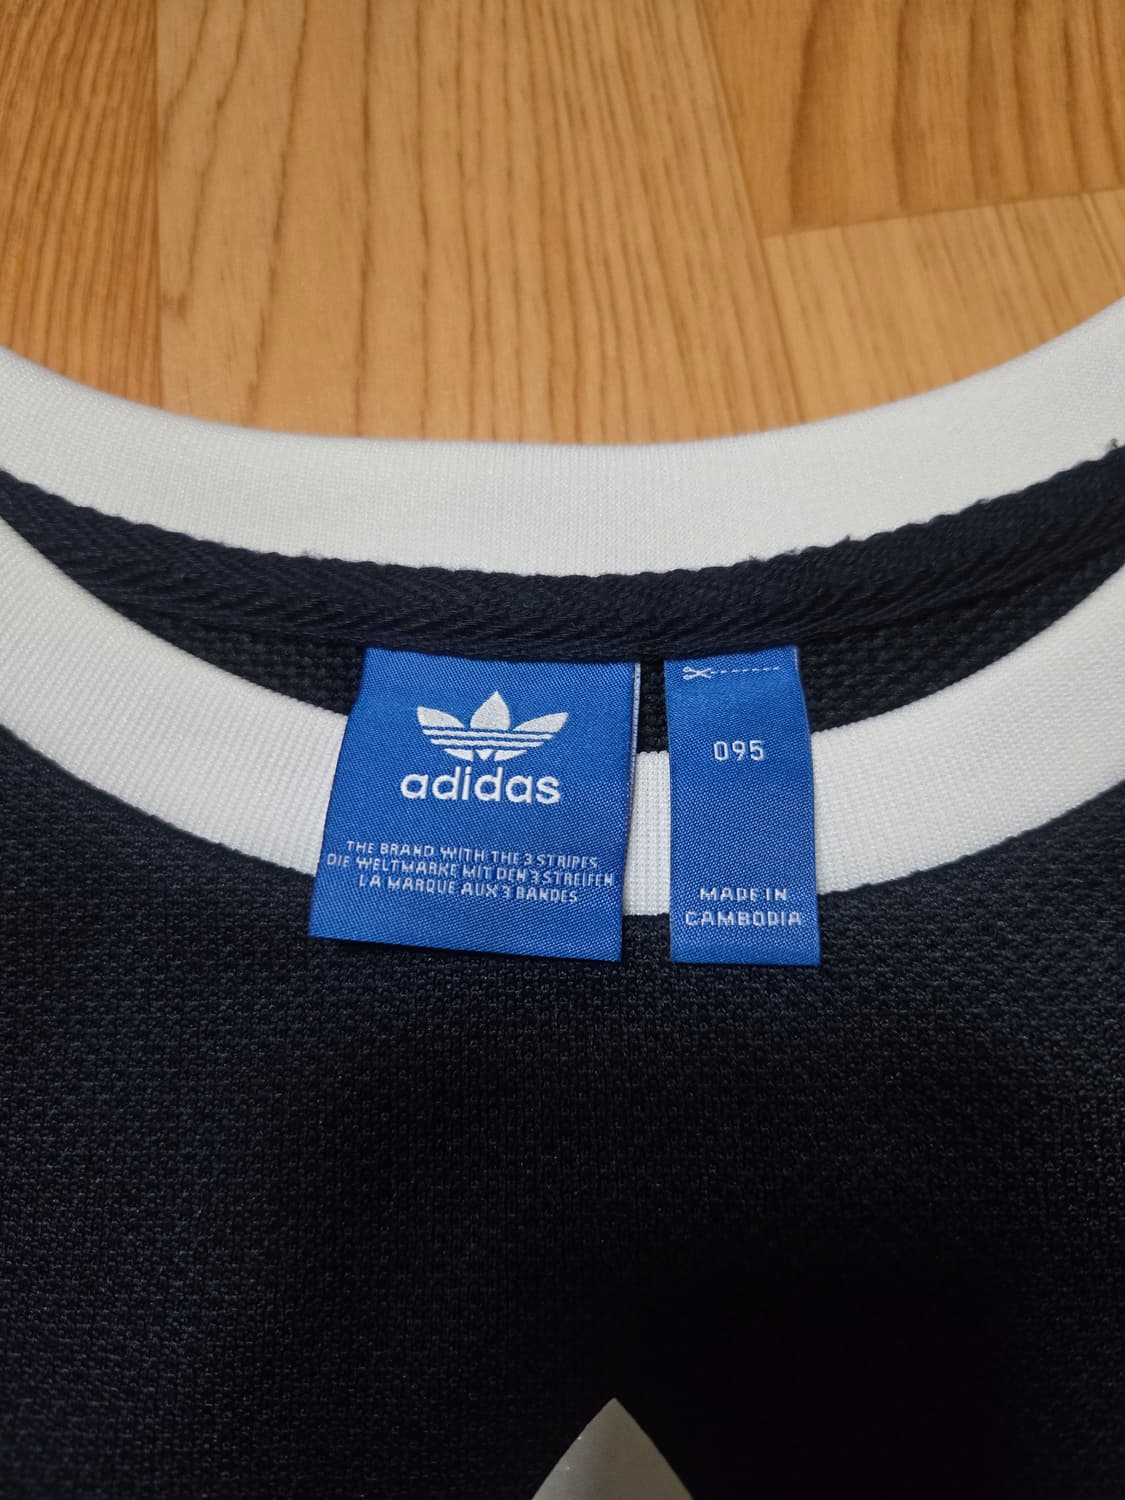 adidas
THE BRAND WITH THE 3 STRIPES
DIE WELTMARKE MIT DEN 3 STREIFEN
LA MARQUE AUX 3 BANDES
095
MADE IN
CAMBODIA